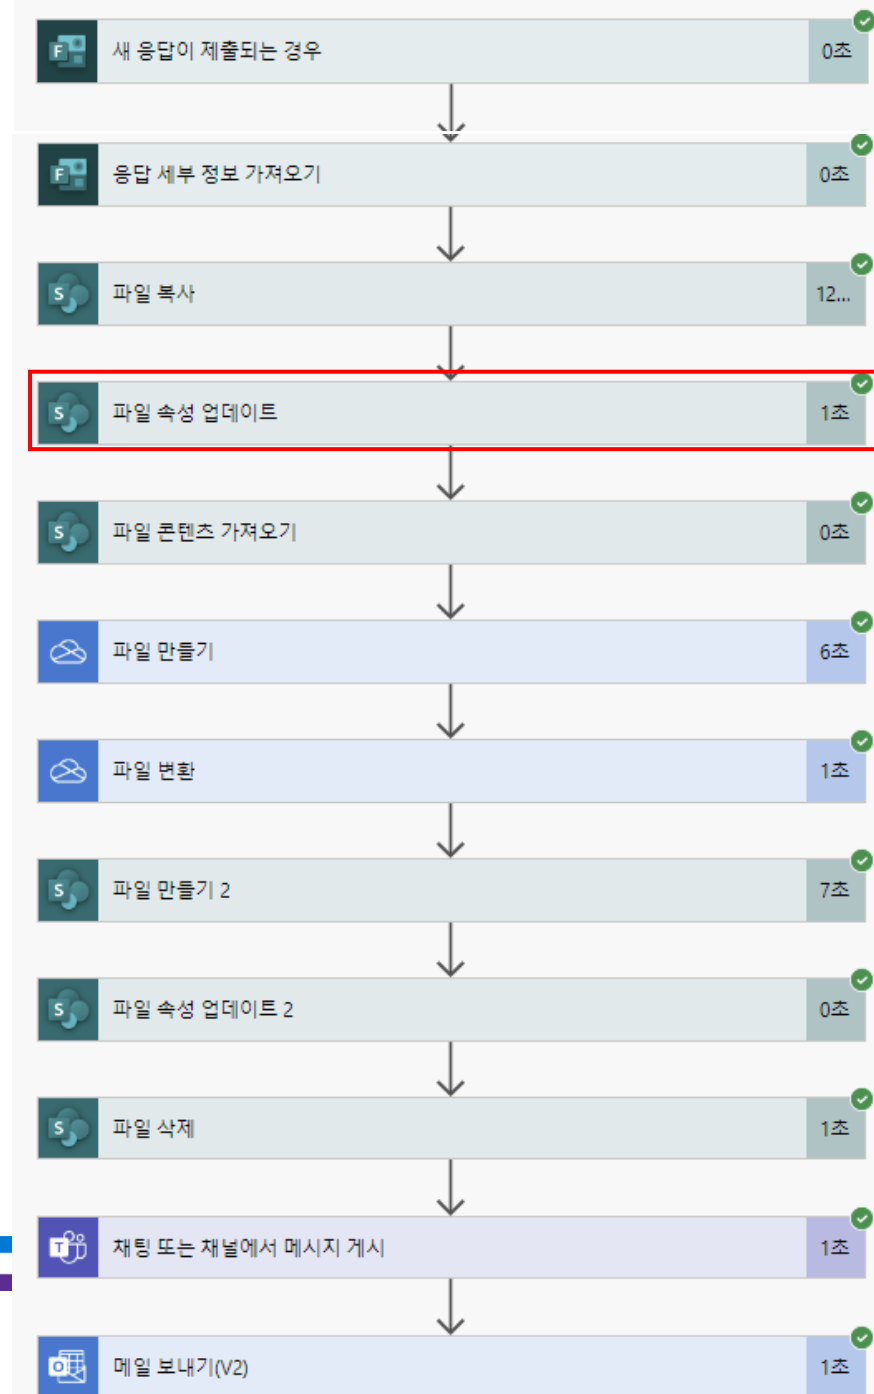 새 응답이 제출되는 경우 0초
응답 세부 정보 가져오기 0초
파일 복사 12...
파일 속성 업데이트 1초
파일 콘텐츠 가져오기 0초
파일 만들기 6초
파일 변환 1초
파일 만들기 2 7초
파일 속성 업데이트 2 0초
파일 삭제 1초
채팅 또는 채널에서 메시지 게시 1초
메일 보내기(V2) 1초